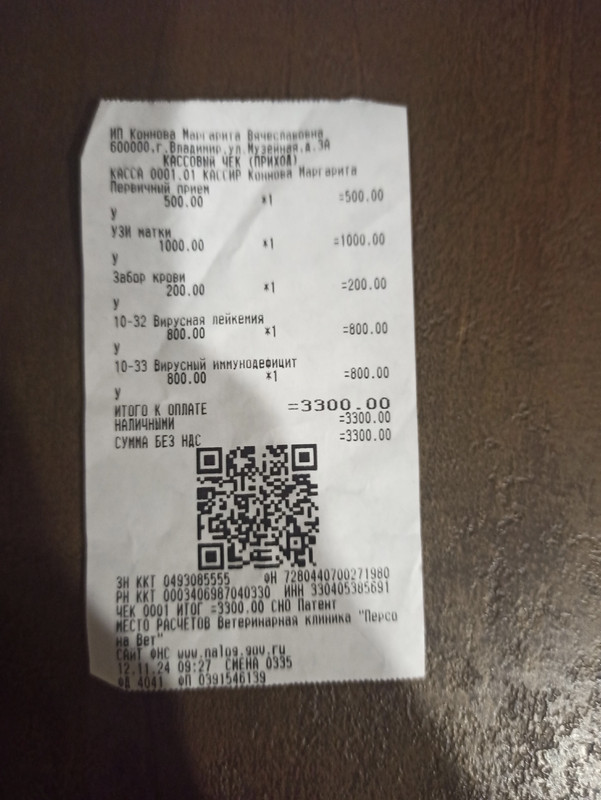 ИП Коннова Маргарита Вячеславовна
600000,г.Владимир,ул.Музейная,д.3А
КАССОВЫЙ ЧЕК (ПРИХОД)
КАССА 0001.01 КАССИР Коннова Маргарита
Первичный прием
500.00 *1 =500.00
У
УЗИ матки
1000.00 *1 =1000.00
У
Забор крови
200.00 *1 =200.00
У
10-32 Вирусная лейкемия
800.00 *1 =800.00
У
10-33 Вирусный иммунодефицит
800.00 *1 =800.00
У
ИТОГО К ОПЛАТЕ =3300.00
НАЛИЧНЫМИ =3300.00
СУММА БЕЗ НДС =3300.00
ЗН ККТ 0493085555 ФН 7280440700271980
РН ККТ 0003406987040330 ИНН 330405385691
ЧЕК 0001 ИТОГ =3300.00 СНО Патент
МЕСТО РАСЧЕТОВ Ветеринарная клиника "Персо
на Вет"
САЙТ ФНС www.nalog.gov.ru
12.11.24 09:27 СМЕНА 0335
ФД 4041 ФП 0391546139